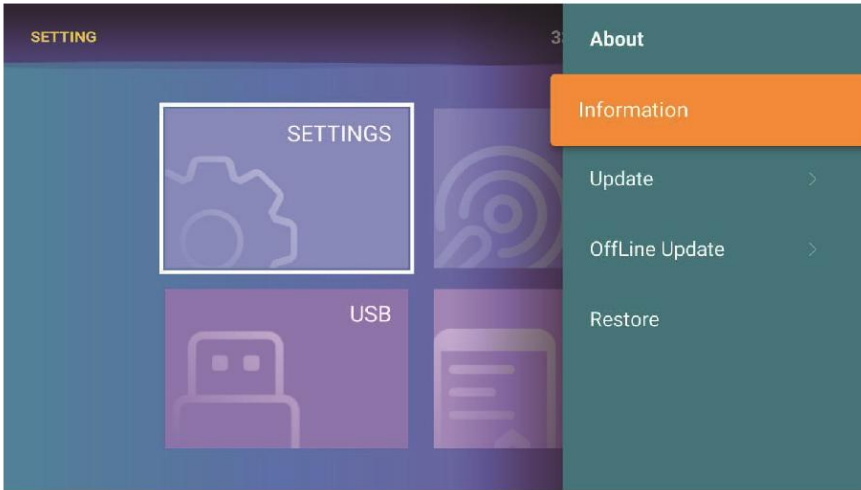 SETTING
SETTINGS
USB
About
Information
Update
OffLine Update
Restore